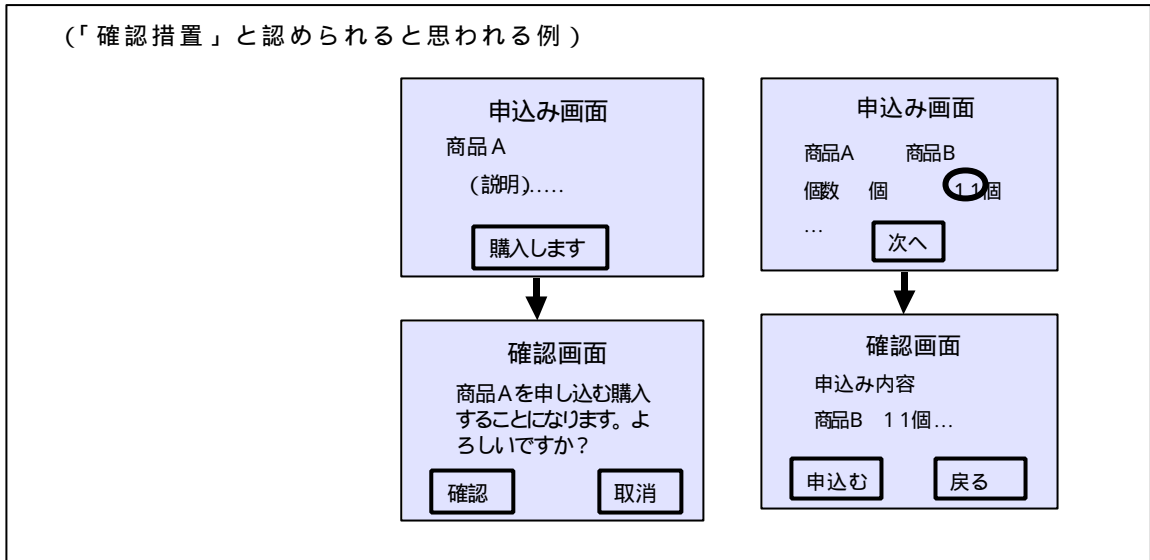 (「確認措置」と認められると思われる例)
申込み画面
商品A
(説明).....
購入します
確認画面
商品Aを申し込む購入
することになります。よ
ろしいですか?
確認
取消
申込み画面
商品A 商品B
個数 個 11個
…
次へ
確認画面
申込み内容
商品B 11個…
申込む
戻る